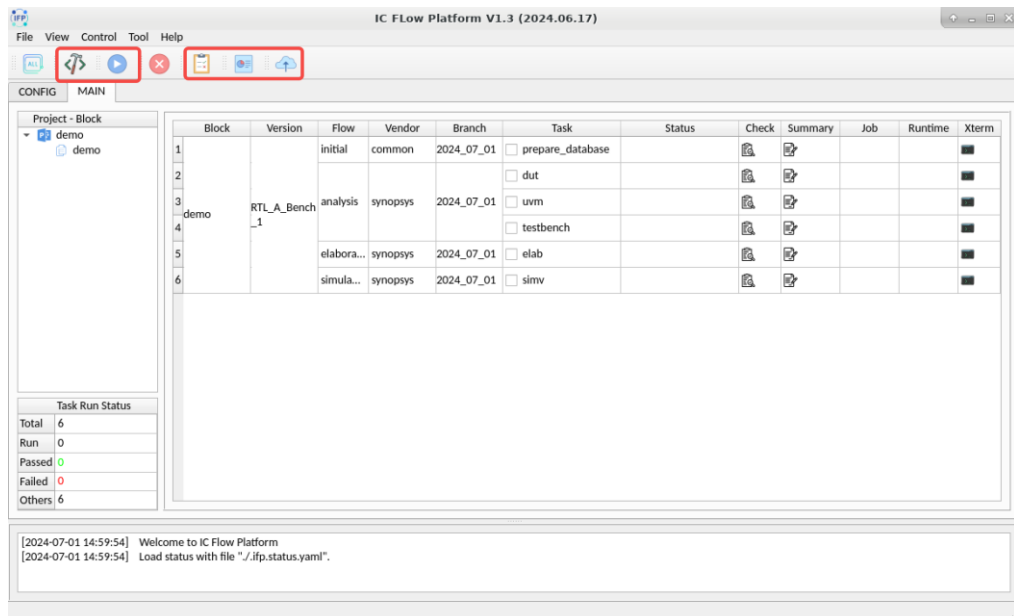 IFP
IC FLow Platform V1.3 (2024.06.17)
File View Control Tool Help
ALL
CONFIG MAIN
Project - Block
demo
demo
Block Version Flow Vendor Branch Task Status Check Summary Job Runtime Xterm
1 initial common 2024_07_01 prepare_database
2 dut
3 demo RTL_A_Bench_1 analysis synopsys 2024_07_01 uvm
4 testbench
5 elabora... synopsys 2024_07_01 elab
6 simula... synopsys 2024_07_01 simv
Task Run Status
Total 6
Run 0
Passed 0
Failed 0
Others 6
[2024-07-01 14:59:54] Welcome to IC Flow Platform
[2024-07-01 14:59:54] Load status with file "./.ifp.status.yaml".